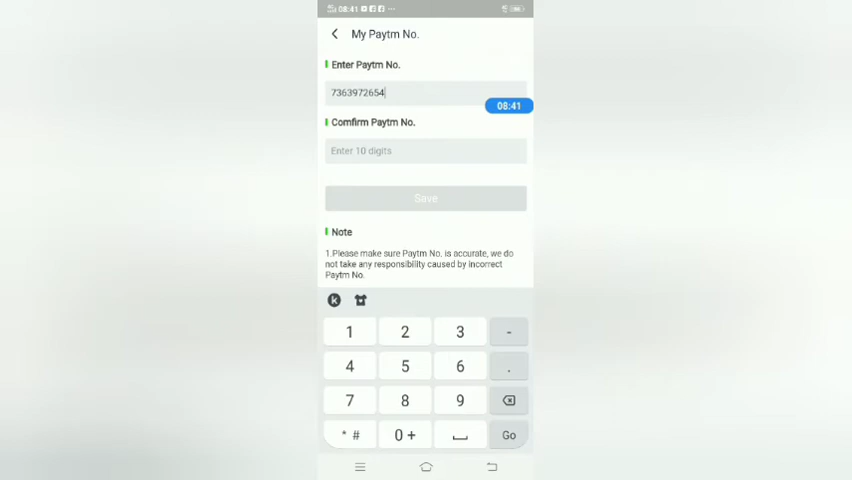 08:41
My Paytm No.
Enter Paytm No.
7363972654
08:41
Comfirm Paytm No.
Enter 10 digits
Save
Note
1.Please make sure Paytm No. is accurate, we do
not take any responsibility caused by incorrect
Paytm No.
1 2 3 -
4 5 6 .
7 8 9
* # 0 + Go